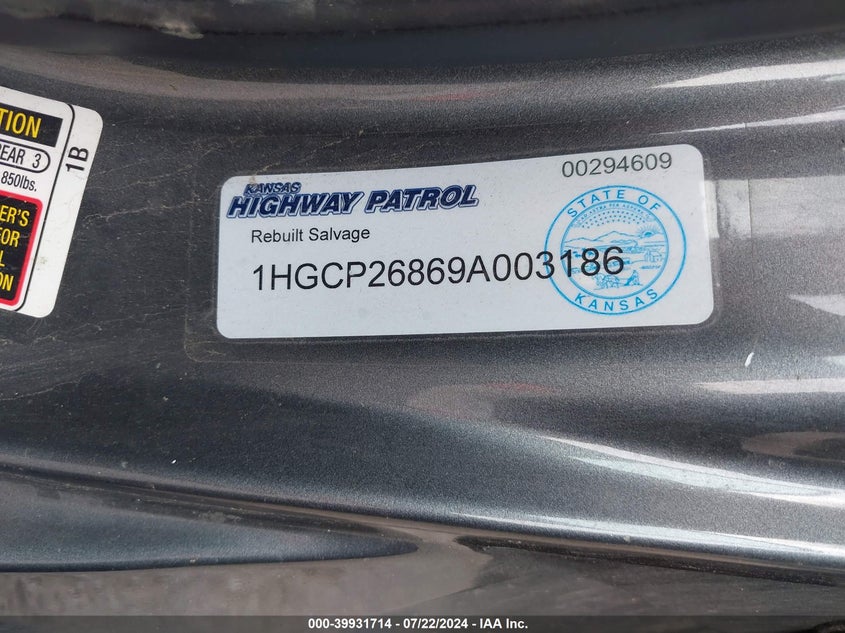 TION
REAR 3
850lbs.
1B
ER'S
FOR
L
ON
KANSAS
HIGHWAY PATROL
00294609
Rebuilt Salvage
1HGCP26869A003186
STATE OF
KANSAS
000-39931714 - 07/22/2024 - IAA Inc.